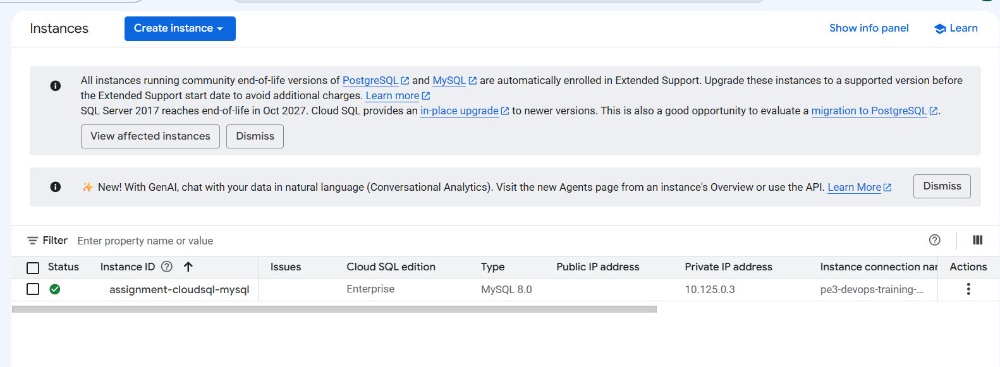 Instances
Create instance
Show info panel
Learn
All instances running community end-of-life versions of PostgreSQL and MySQL are automatically enrolled in Extended Support. Upgrade these instances to a supported version before
the Extended Support start date to avoid additional charges. Learn more
SQL Server 2017 reaches end-of-life in Oct 2027. Cloud SQL provides an in-place upgrade to newer versions. This is also a good opportunity to evaluate a migration to PostgreSQL.
View affected instances Dismiss
New! With GenAI, chat with your data in natural language (Conversational Analytics). Visit the new Agents page from an instance's Overview or use the API. Learn More Dismiss
Filter Enter property name or value
Status Instance ID Issues Cloud SQL edition Type Public IP address Private IP address Instance connection nar Actions
assignment-cloudsql-mysql Enterprise MySQL 8.0 10.125.0.3 pe3-devops-training-...